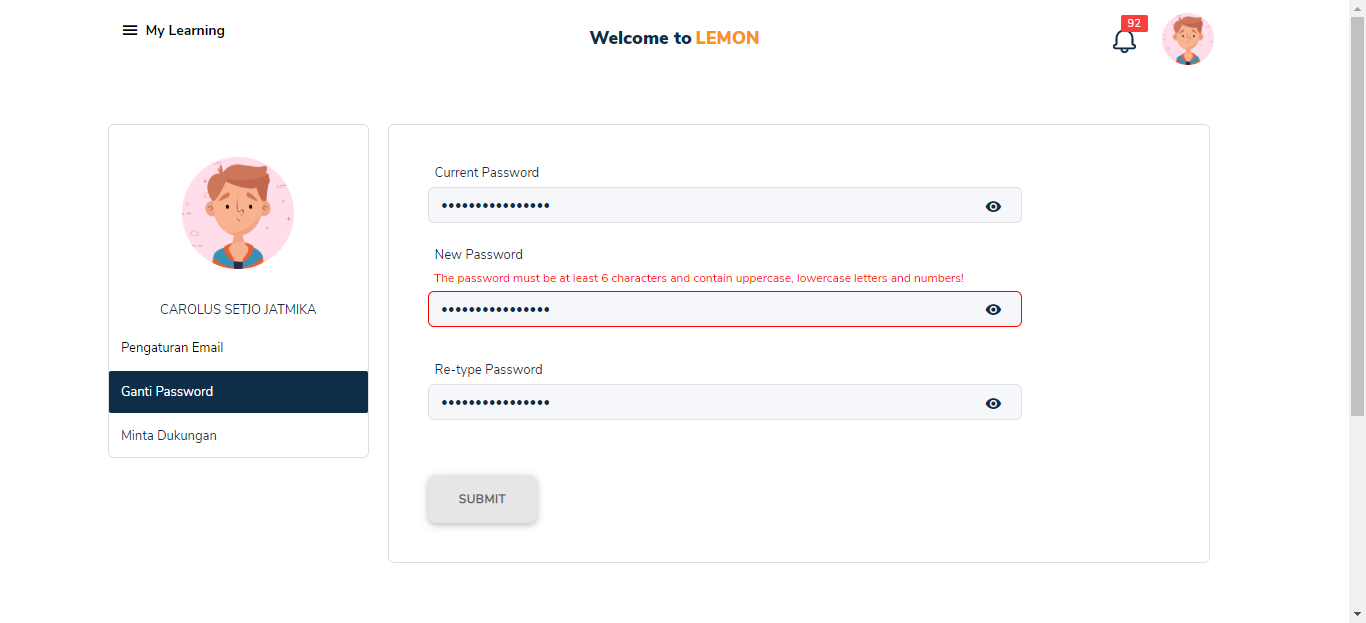 My Learning
Welcome to LEMON
92
CAROLUS SETJO JATMIKA
Pengaturan Email
Ganti Password
Minta Dukungan
Current Password
••••••••••••••••
New Password
The password must be at least 6 characters and contain uppercase, lowercase letters and numbers!
••••••••••••••••
Re-type Password
••••••••••••••••
SUBMIT